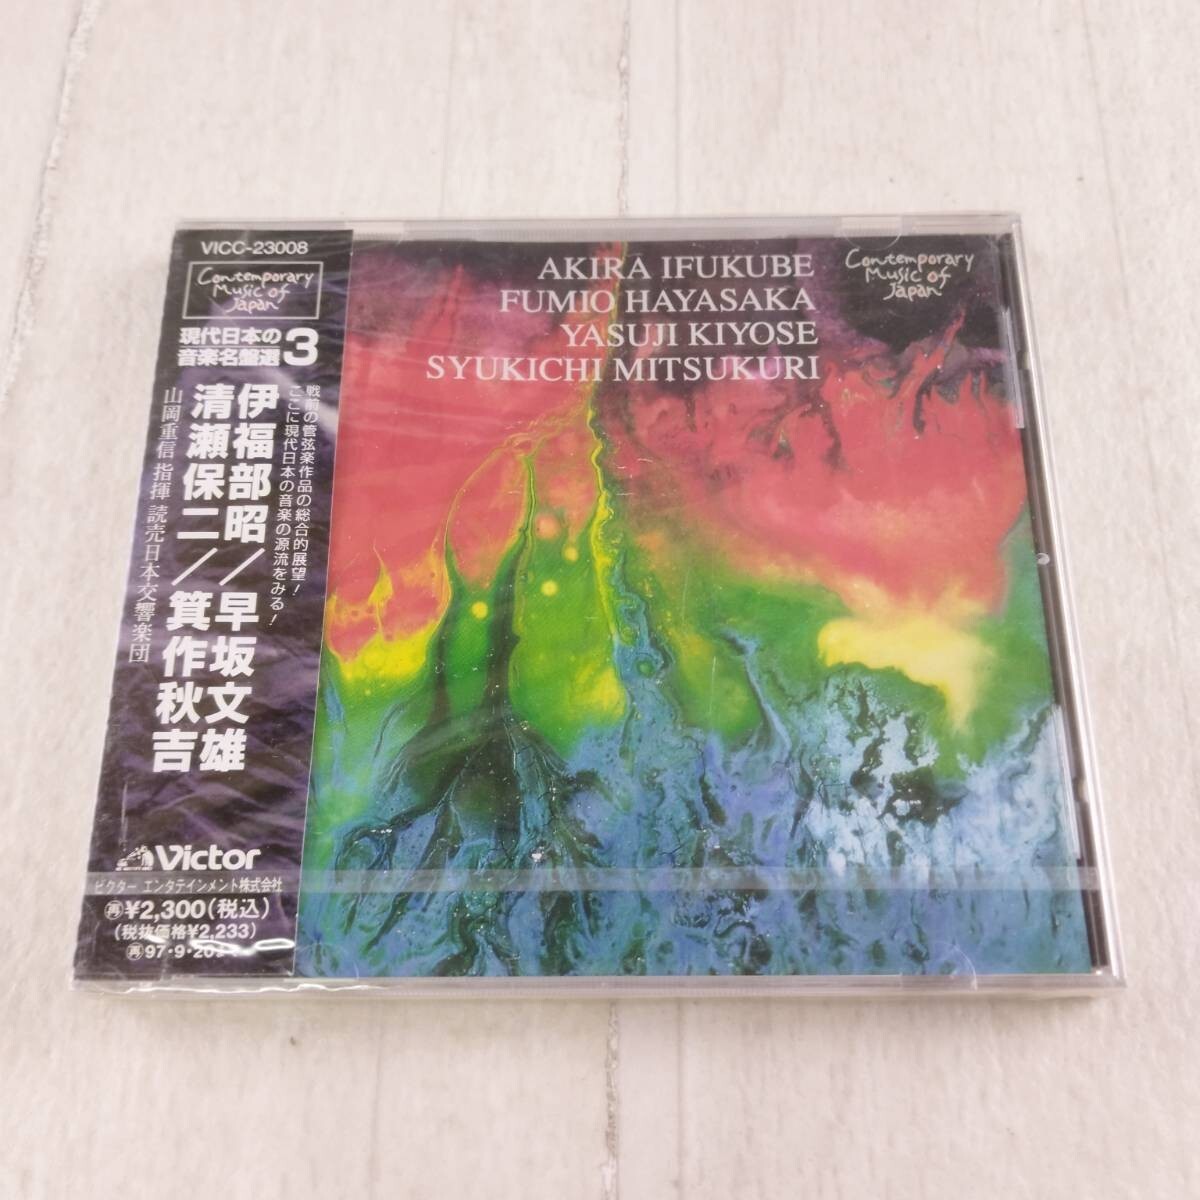 VICC-23008
Contemporary
Music of
Japan
現代日本の
音楽名盤選3
戦前の管弦楽作品の総合的展望!
ここに現代日本の音楽の源流をみる!
伊福部昭/早坂文雄
清瀬保二/箕作秋吉
山岡重信 指揮 読売日本交響楽団
Victor
ビクター エンタテインメント株式会社
再¥2,300(税込)
(税抜価格¥2,233)
再97・9・20
AKIRA IFUKUBE
FUMIO HAYASAKA
YASUJI KIYOSE
SYUKICHI MITSUKURI
Contemporary
Music of
Japan